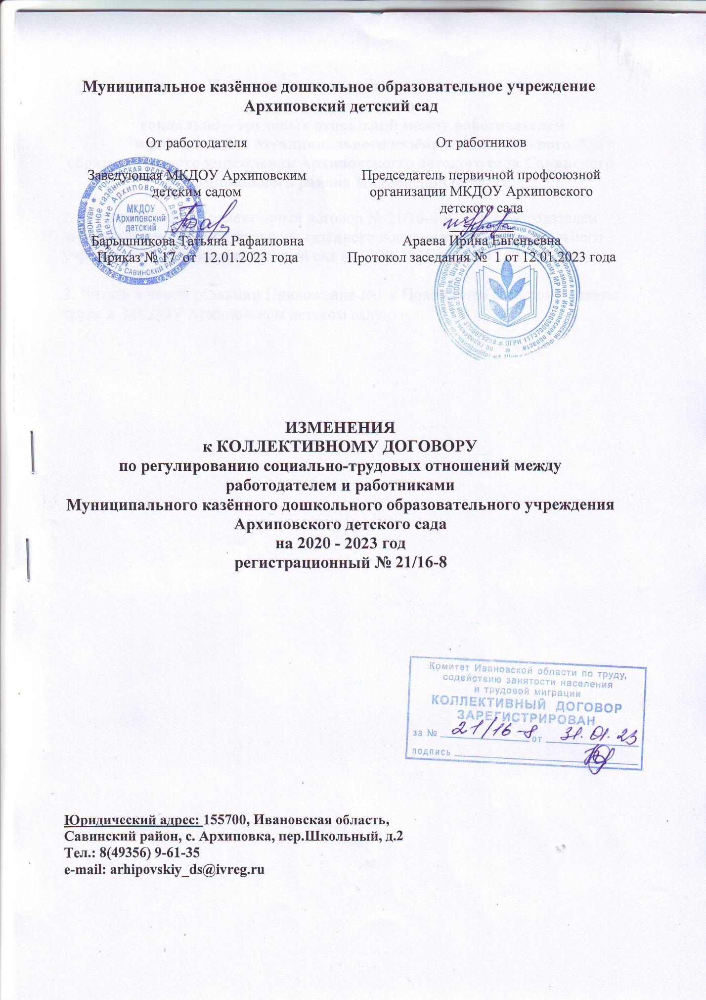 Муниципальное казённое дошкольное образовательное учреждение
Архиповский детский сад
От работодателя
Заведующая МКДОУ Архиповским
детским садом
Барышникова Татьяна Рафаиловна
Приказ № 17 от 12.01.2023 года
МКДОУ
Архиповский
детский
сад
От работников
Председатель первичной профсоюзной
организации МКДОУ Архиповского
детского сада
Араева Ирина Евгеньевна
Протокол заседания № 1 от 12.01.2023 года
ИНН 3706025299 * ОГРН 1173700000616 *
ИЗМЕНЕНИЯ
к КОЛЛЕКТИВНОМУ ДОГОВОРУ
по регулированию социально-трудовых отношений между
работодателем и работниками
Муниципального казённого дошкольного образовательного учреждения
Архиповского детского сада
на 2020 - 2023 год
регистрационный № 21/16-8
Комитет Ивановской области по труду,
содействию занятости населения
и трудовой миграции
КОЛЛЕКТИВНЫЙ ДОГОВОР
ЗАРЕГИСТРИРОВАН
за № 21/16-8 от 31.01.23
подпись
Юридический адрес: 155700, Ивановская область,
Савинский район, с. Архиповка, пер.Школьный, д.2
Тел.: 8(49356) 9-61-35
e-mail: arhipovskiy_ds@ivreg.ru